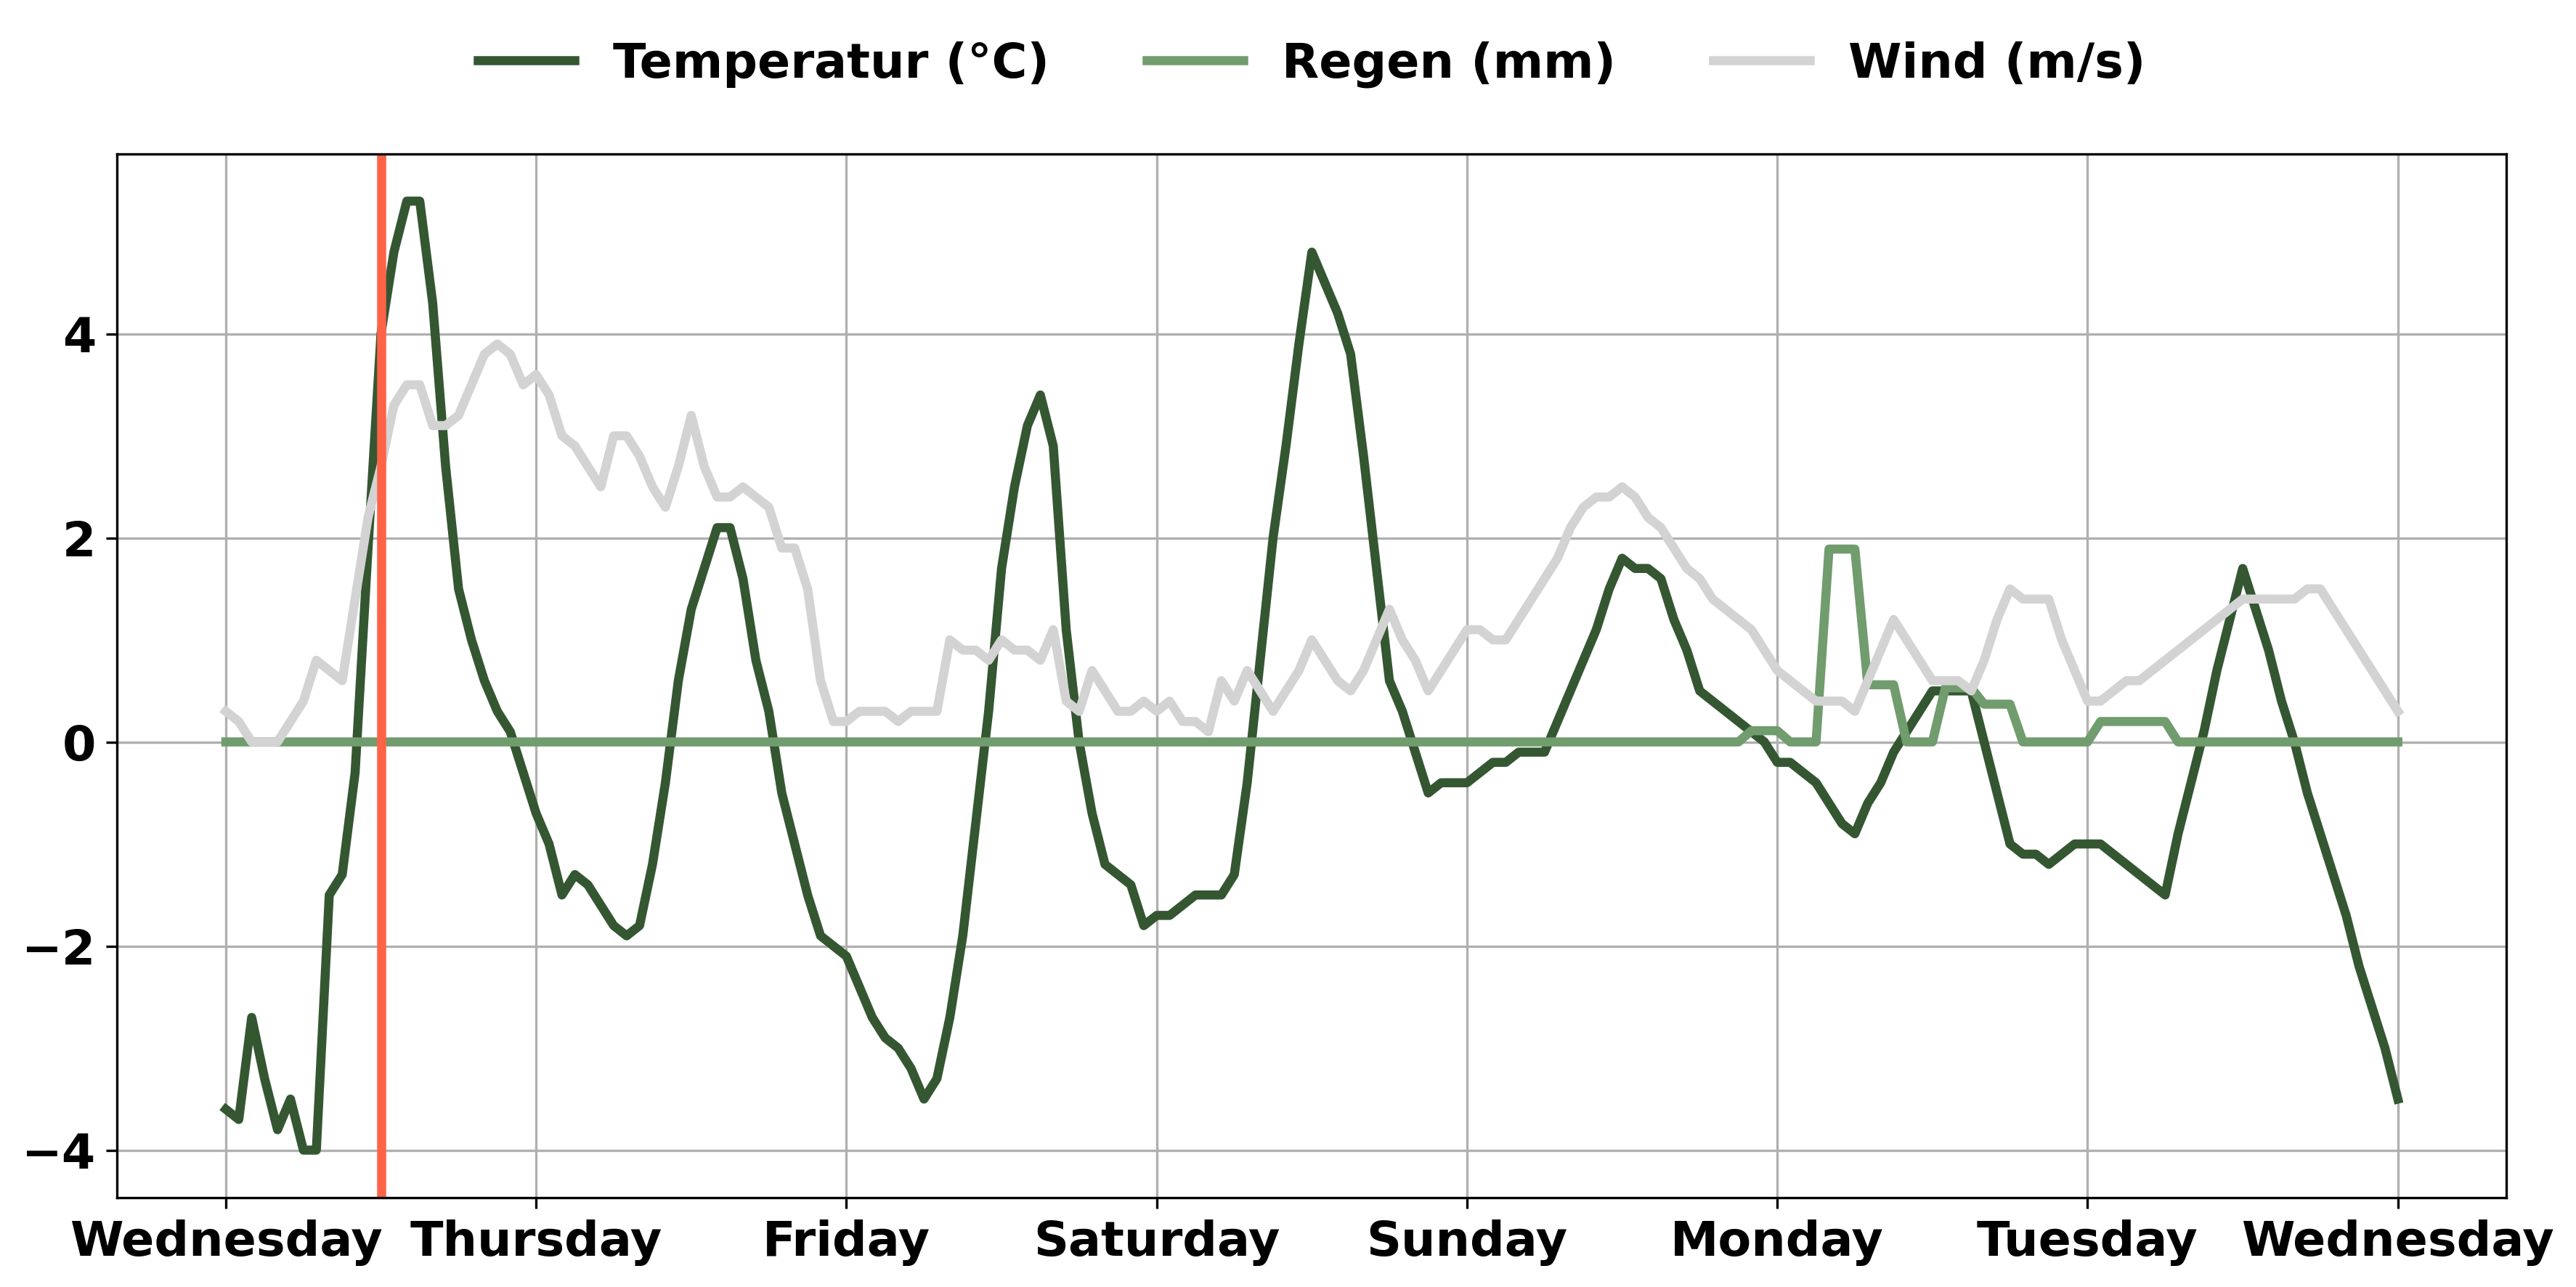 Temperatur (°C) Regen (mm) Wind (m/s)
4
2
0
−2
−4
Wednesday Thursday Friday Saturday Sunday Monday Tuesday Wednesday